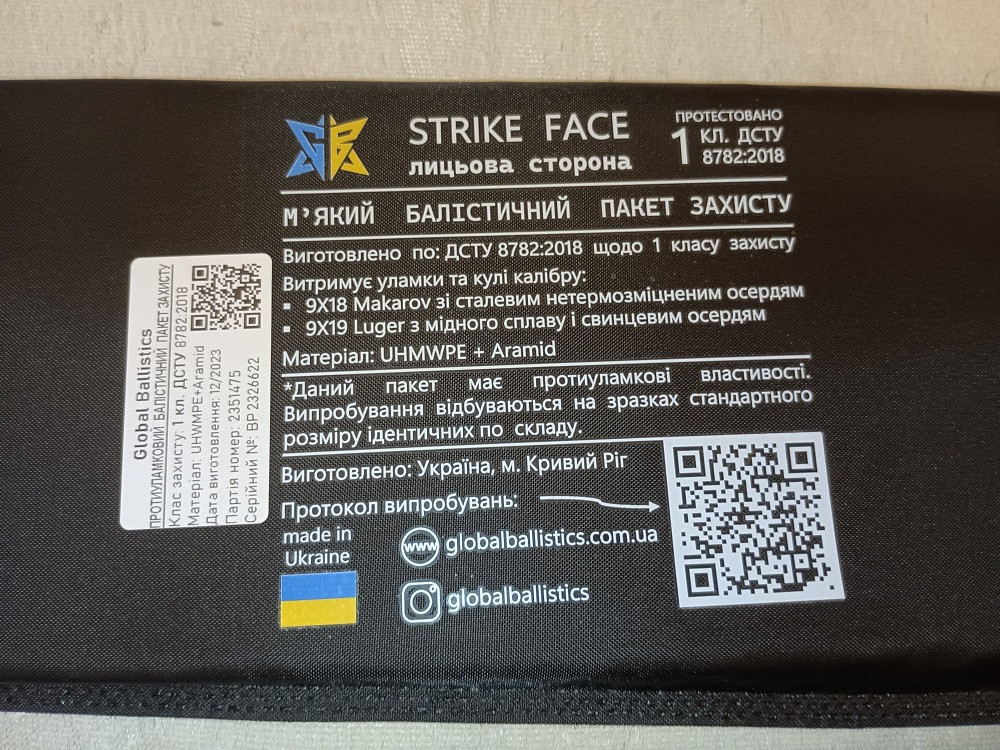 GB
STRIKE FACE
лицьова сторона
ПРОТЕСТОВАНО
1 КЛ. ДСТУ
8782:2018
М’ЯКИЙ БАЛІСТИЧНИЙ ПАКЕТ ЗАХИСТУ
Виготовлено по: ДСТУ 8782:2018 щодо 1 класу захисту
Витримує уламки та кулі калібру:
▪ 9X18 Makarov зі сталевим нетермозміцненим осердям
▪ 9X19 Luger з мідного сплаву і свинцевим осердям
Матеріал: UHMWPE + Aramid
*Даний пакет має протиуламкові властивості.
Випробування відбуваються на зразках стандартного
розміру ідентичних по складу.
Виготовлено: Україна, м. Кривий Ріг
Протокол випробувань:
made in
Ukraine
www globalballistics.com.ua
globalballistics
Global Ballistics
ПРОТИУЛАМКОВИЙ БАЛІСТИЧНИЙ ПАКЕТ ЗАХИСТУ
Клас захисту: 1 кл. ДСТУ 8782:2018
Матеріал: UHWMPE+Aramid
Дата виготовлення: 12/2023
Партія номер: 2351475
Серійний №: BP2326622